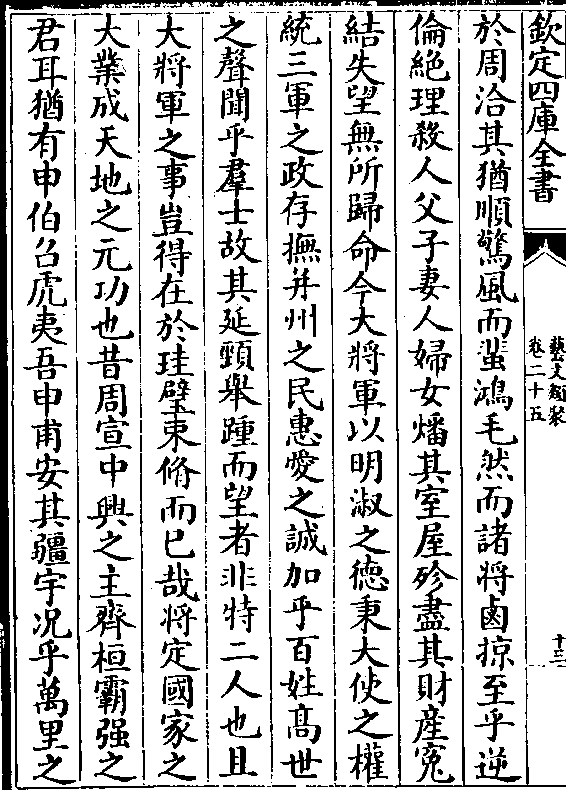 欽定四庫全書
藝文類聚
卷二十五
十三
於周洽其猶順驚風而蜚鴻毛然而諸將鹵掠至乎逆
倫絶理殺人父子妻人婦女燔其室屋殄盡其財産寃
結失望無所歸命今大將軍以明淑之德秉大使之權
統三軍之政存撫并州之民惠愛之誠加乎百姓髙世
之聲聞乎羣士故其延頸舉踵而望者非特二人也且
大將軍之事豈得在於珪璧束脩而已哉將定國家之
大業成天地之元功也昔周宣中興之主齊桓霸强之
君耳猶有申伯召虎夷吾申甫安其疆宇况乎萬里之